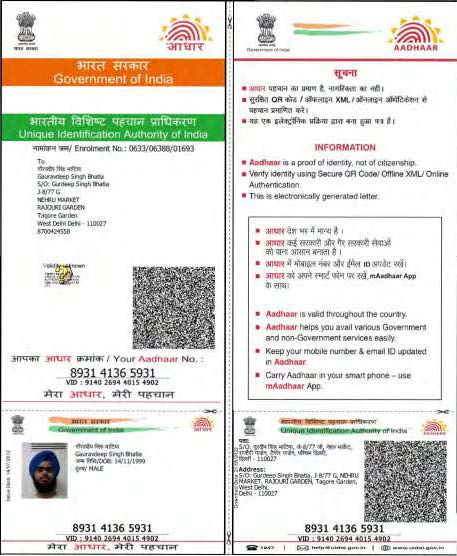 भारत सरकार
आधार
भारत सरकार
Government of India
भारतीय विशिष्ट पहचान प्राधिकरण
Unique Identification Authority of India
नामांकन क्रम/ Enrolment No.: 0633/06388/01693
To
गौरवदीप सिंह भाटिया
Gauravdeep Singh Bhatia
S/O: Gurdeep Singh Bhatia
J-8/77 G
NEHRU MARKET
RAJOURI GARDEN
Tagore Garden
West Delhi Delhi - 110027
8700424558
Validity unknown
आपका आधार क्रमांक / Your Aadhaar No. :
8931 4136 5931
VID : 9140 2694 4015 4902
मेरा आधार, मेरी पहचान
भारत सरकार
Government of India
आधार
Issue Date: 14/07/2012
गौरवदीप सिंह भाटिया
Gauravdeep Singh Bhatia
जन्म तिथि/DOB: 14/11/1999
पुरुष/ MALE
8931 4136 5931
VID : 9140 2694 4015 4902
मेरा आधार, मेरी पहचान
Government of India
AADHAAR
सूचना
आधार पहचान का प्रमाण है, नागरिकता का नहीं।
सुरक्षित QR कोड / ऑफलाइन XML / ऑनलाइन ऑथेंटिकेशन से
पहचान प्रमाणित करें।
यह एक इलेक्ट्रॉनिक प्रक्रिया द्वारा बना हुआ पत्र है।
INFORMATION
Aadhaar is a proof of identity, not of citizenship.
Verify identity using Secure QR Code/ Offline XML/ Online
Authentication.
This is electronically generated letter.
आधार देश भर में मान्य है ।
आधार कई सरकारी और गैर सरकारी सेवाओं
को पाना आसान बनाता है ।
आधार में मोबाइल नंबर और ईमेल ID अपडेट रखें।
आधार को अपने स्मार्ट फोन पर रखें, mAadhaar App
के साथ।
Aadhaar is valid throughout the country.
Aadhaar helps you avail various Government
and non-Government services easily.
Keep your mobile number & email ID updated
in Aadhaar.
Carry Aadhaar in your smart phone – use
mAadhaar App.
भारतीय विशिष्ट पहचान प्राधिकरण
Unique Identification Authority of India
AADHAAR
पता:
S/O: गुरदीप सिंह भाटिया, जे-8/77 जी, नेहरू मार्केट,
राजौरी गार्डन, टैगोर गार्डन, पश्चिम दिल्ली,
दिल्ली - 110027
Address:
S/O: Gurdeep Singh Bhatia, J-8/77 G, NEHRU
MARKET, RAJOURI GARDEN, Tagore Garden,
West Delhi,
Delhi - 110027
8931 4136 5931
VID : 9140 2694 4015 4902
1947
help@uidai.gov.in
www.uidai.gov.in